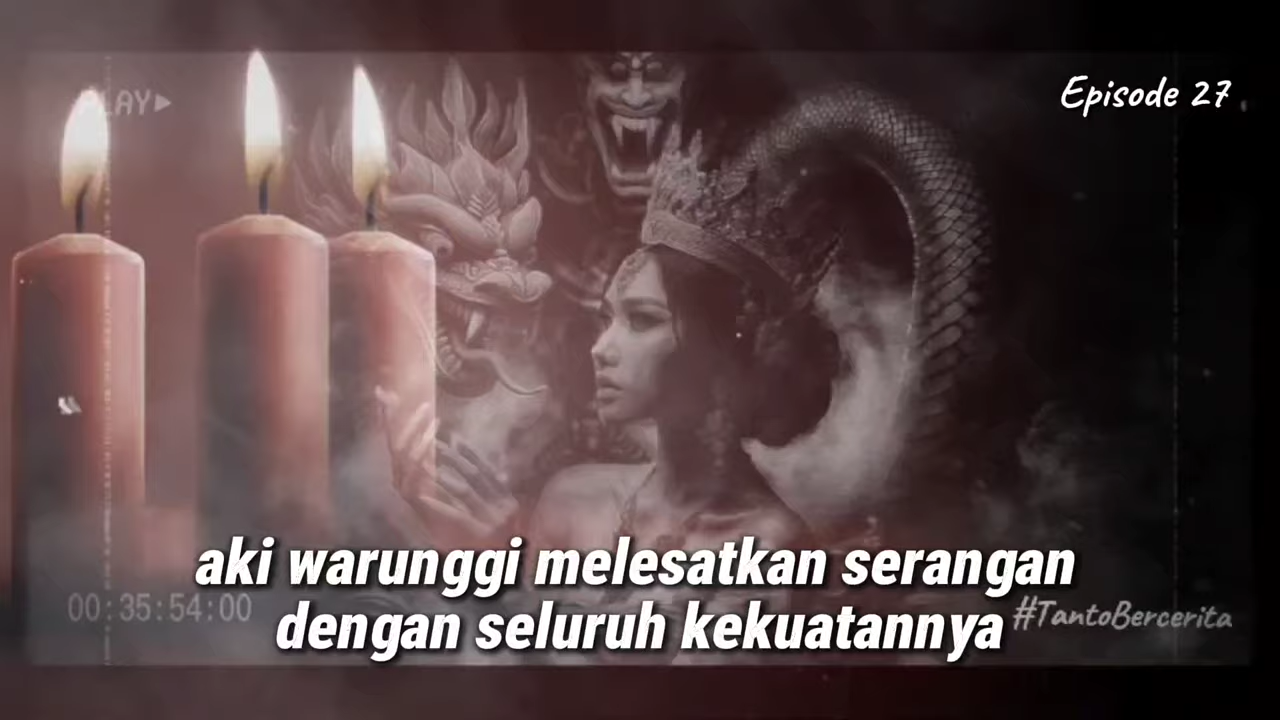 PLAY
Episode 27
aki warunggi melesatkan serangan
dengan seluruh kekuatannya
00:35:54:00
#TantoBercerita